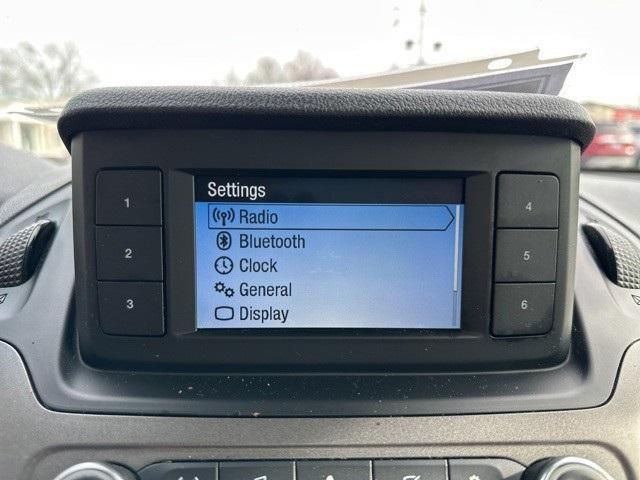 Settings
Radio
Bluetooth
Clock
General
Display
1
2
3
4
5
6